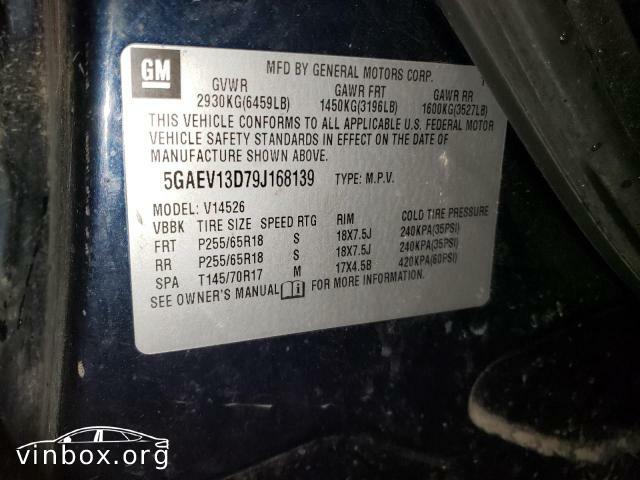 GM
MFD BY GENERAL MOTORS CORP.
GVWR GAWR FRT GAWR RR
2930KG(6459LB) 1450KG(3196LB) 1600KG(3527LB)
THIS VEHICLE CONFORMS TO ALL APPLICABLE U.S. FEDERAL MOTOR
VEHICLE SAFETY STANDARDS IN EFFECT ON THE DATE OF
MANUFACTURE SHOWN ABOVE.
5GAEV13D79J168139 TYPE: M.P.V.
MODEL: V14526
VBBK TIRE SIZE SPEED RTG RIM COLD TIRE PRESSURE
FRT P255/65R18 S 18X7.5J 240KPA(35PSI)
RR P255/65R18 S 18X7.5J 240KPA(35PSI)
SPA T145/70R17 M 17X4.5B 420KPA(60PSI)
SEE OWNER'S MANUAL FOR MORE INFORMATION.
vinbox.org